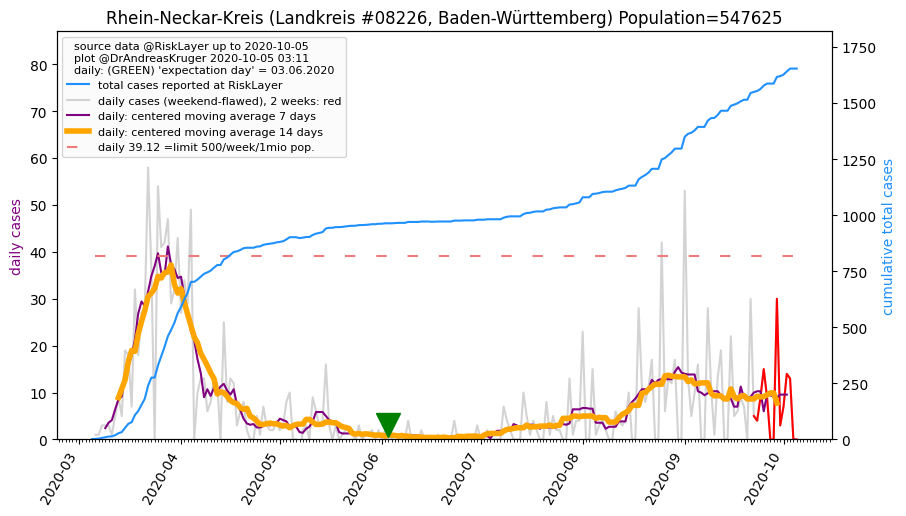 Rhein-Neckar-Kreis (Landkreis #08226, Baden-Württemberg) Population=547625
source data @RiskLayer up to 2020-10-05
plot @DrAndreasKruger 2020-10-05 03:11
daily: (GREEN) 'expectation day' = 03.06.2020
total cases reported at RiskLayer
daily cases (weekend-flawed), 2 weeks: red
daily: centered moving average 7 days
daily: centered moving average 14 days
daily 39.12 =limit 500/week/1mio pop.
daily cases
80
70
60
50
40
30
20
10
0
cumulative total cases
1750
1500
1250
1000
750
500
250
0
2020-03
2020-04
2020-05
2020-06
2020-07
2020-08
2020-09
2020-10